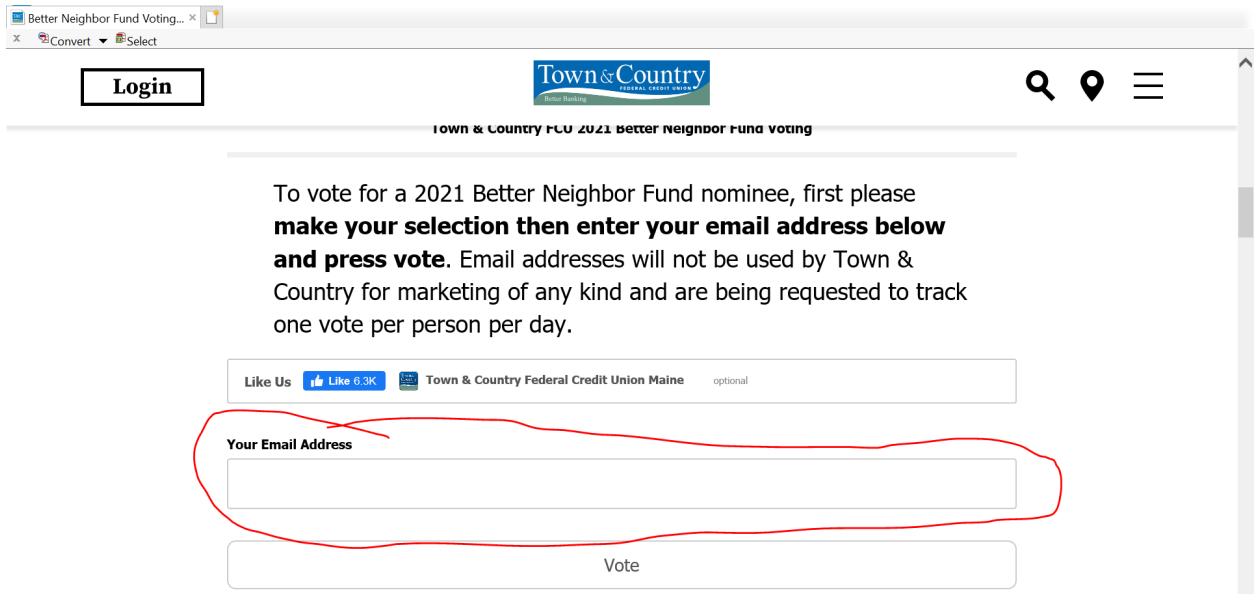 Better Neighbor Fund Voting... ×
x Convert Select
Login
Town & Country
FEDERAL CREDIT UNION
Better Banking
Town & Country FCU 2021 Better Neighbor Fund Voting
To vote for a 2021 Better Neighbor Fund nominee, first please
make your selection then enter your email address below
and press vote. Email addresses will not be used by Town &
Country for marketing of any kind and are being requested to track
one vote per person per day.
Like Us Like 6.3K Town & Country Federal Credit Union Maine optional
Your Email Address
Vote